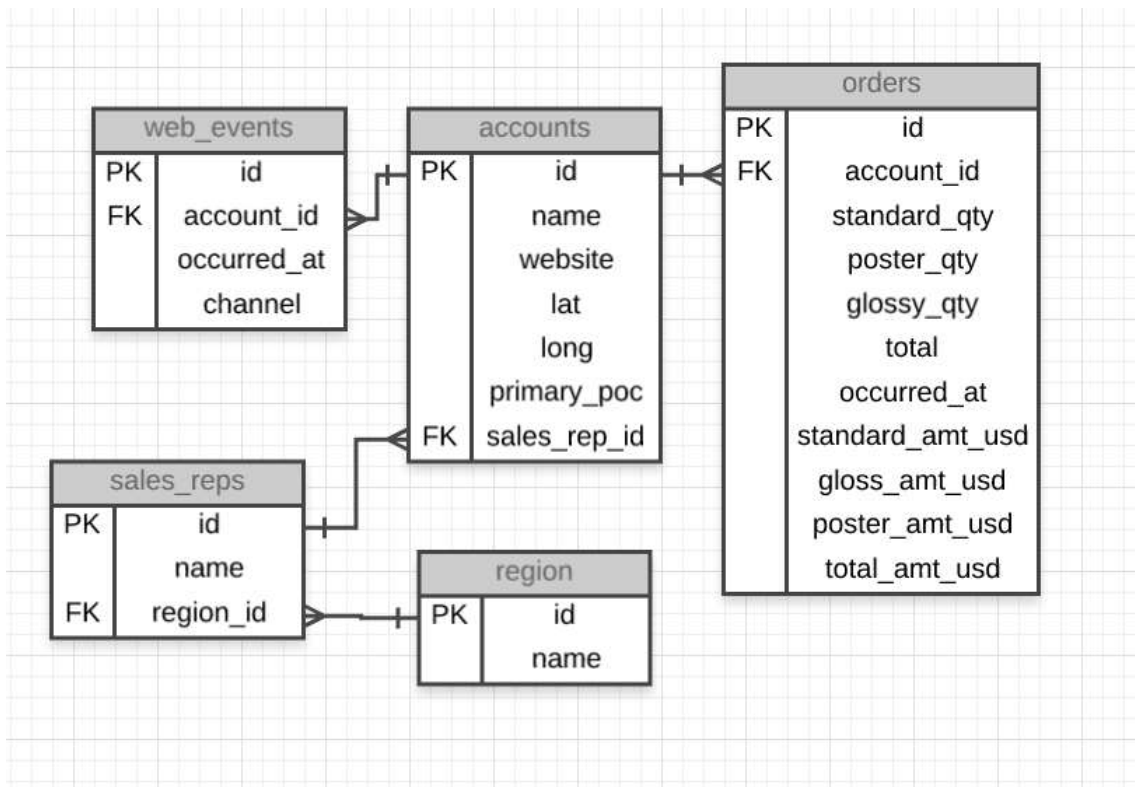 web_events
PK id
FK account_id
occurred_at
channel
accounts
PK id
name
website
lat
long
primary_poc
FK sales_rep_id
orders
PK id
FK account_id
standard_qty
poster_qty
glossy_qty
total
occurred_at
standard_amt_usd
gloss_amt_usd
poster_amt_usd
total_amt_usd
sales_reps
PK id
name
FK region_id
region
PK id
name